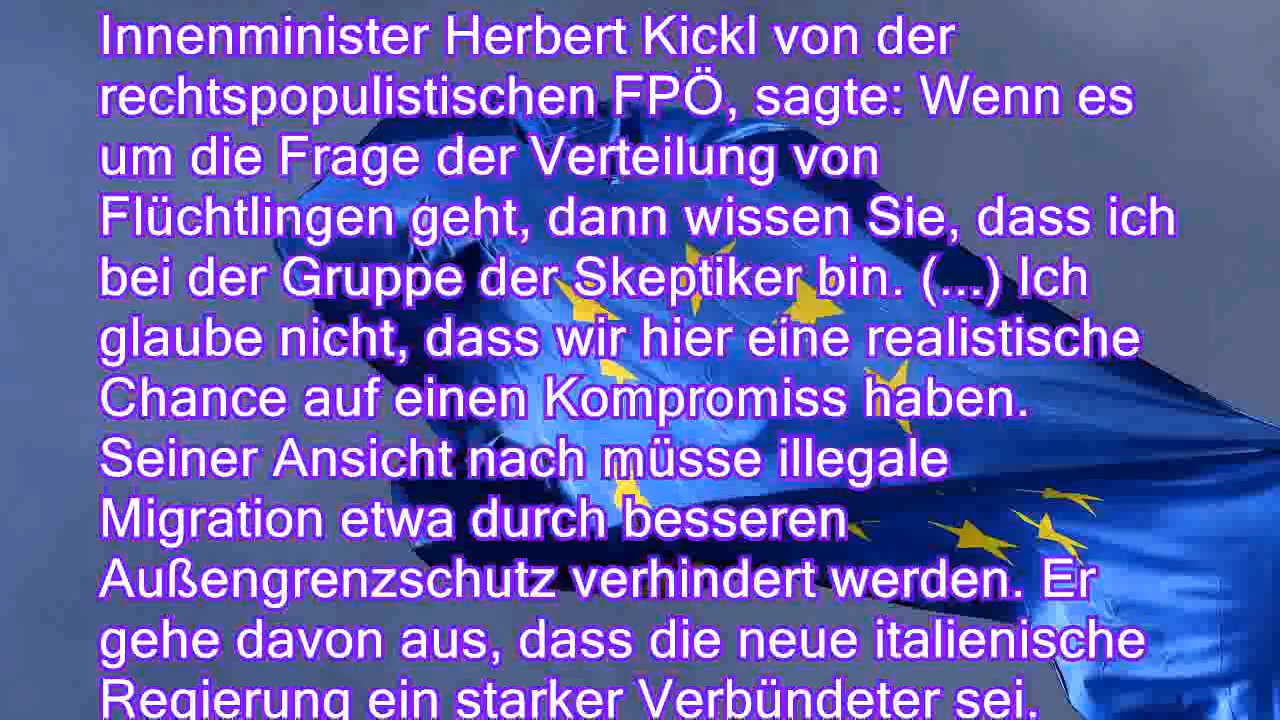 Innenminister Herbert Kickl von der
rechtspopulistischen FPÖ, sagte: Wenn es
um die Frage der Verteilung von
Flüchtlingen geht, dann wissen Sie, dass ich
bei der Gruppe der Skeptiker bin. (...) Ich
glaube nicht, dass wir hier eine realistische
Chance auf einen Kompromiss haben.
Seiner Ansicht nach müsse illegale
Migration etwa durch besseren
Außengrenzschutz verhindert werden. Er
gehe davon aus, dass die neue italienische
Regierung ein starker Verbündeter sei.